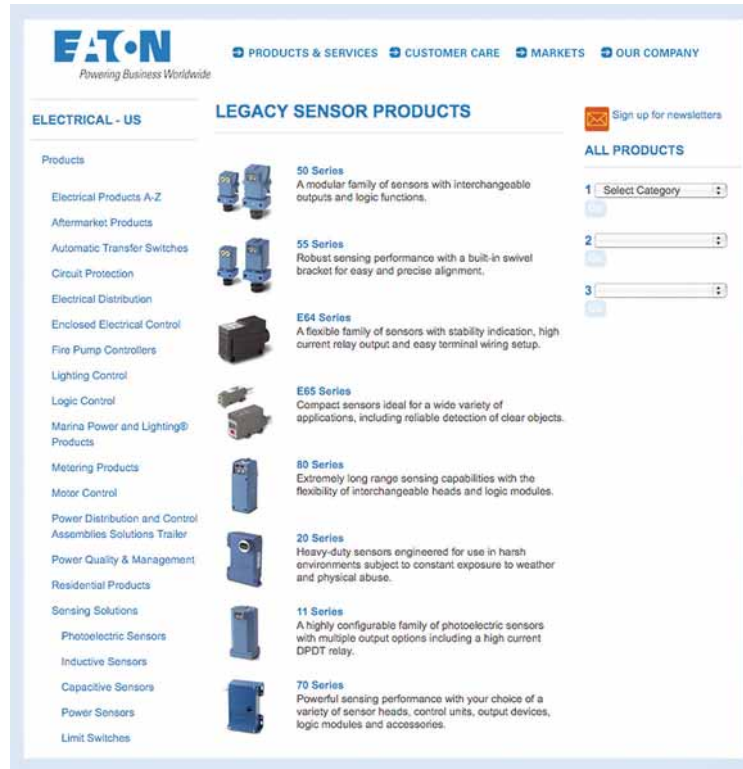 EATON
Powering Business Worldwide
PRODUCTS & SERVICES CUSTOMER CARE MARKETS OUR COMPANY
ELECTRICAL - US
Products
Electrical Products A-Z
Aftermarket Products
Automatic Transfer Switches
Circuit Protection
Electrical Distribution
Enclosed Electrical Control
Fire Pump Controllers
Lighting Control
Logic Control
Marina Power and Lighting®
Products
Metering Products
Motor Control
Power Distribution and Control
Assemblies Solutions Trailer
Power Quality & Management
Residential Products
Sensing Solutions
Photoelectric Sensors
Inductive Sensors
Capacitive Sensors
Power Sensors
Limit Switches
LEGACY SENSOR PRODUCTS
50 Series
A modular family of sensors with interchangeable
outputs and logic functions.
55 Series
Robust sensing performance with a built-in swivel
bracket for easy and precise alignment.
E64 Series
A flexible family of sensors with stability indication, high
current relay output and easy terminal wiring setup.
E65 Series
Compact sensors ideal for a wide variety of
applications, including reliable detection of clear objects.
80 Series
Extremely long range sensing capabilities with the
flexibility of interchangeable heads and logic modules.
20 Series
Heavy-duty sensors engineered for use in harsh
environments subject to constant exposure to weather
and physical abuse.
11 Series
A highly configurable family of photoelectric sensors
with multiple output options including a high current
DPDT relay.
70 Series
Powerful sensing performance with your choice of a
variety of sensor heads, control units, output devices,
logic modules and accessories.
Sign up for newsletters
ALL PRODUCTS
1 Select Category
2
3